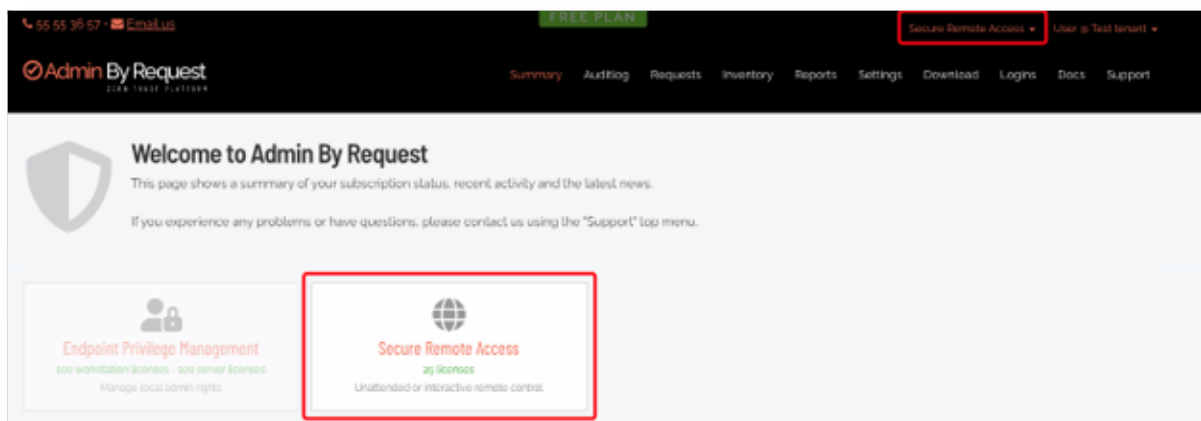 55 55 36 57 • Email us
FREE PLAN
Secure Remote Access
User @ Test tenant
Admin By Request
ZERO TRUST PLATFORM
Summary Auditlog Requests Inventory Reports Settings Download Logins Docs Support
Welcome to Admin By Request
This page shows a summary of your subscription status, recent activity and the latest news.
If you experience any problems or have questions, please contact us using the "Support" top menu.
Endpoint Privilege Management
100 workstation licenses - 100 server licenses
Manage local admin rights
Secure Remote Access
25 licenses
Unattended or interactive remote control